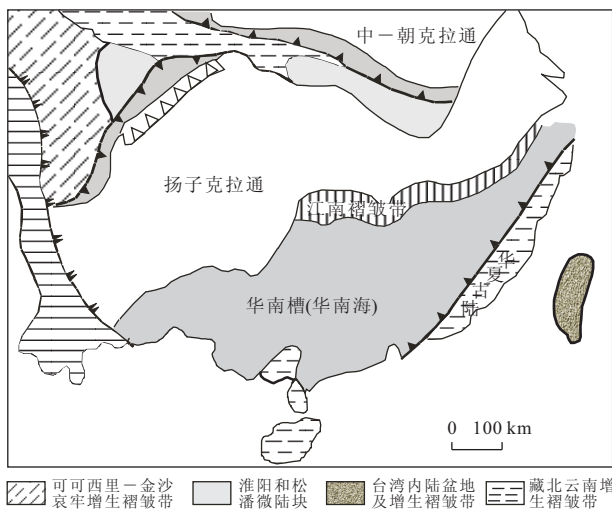 中－朝克拉通
扬子克拉通
江南褶皱带
华夏古陆
华南槽(华南海)
0 100 km
可可西里－金沙
哀牢增生褶皱带
淮阳和松
潘微陆块
台湾内陆盆地
及增生褶皱带
藏北云南增
生褶皱带